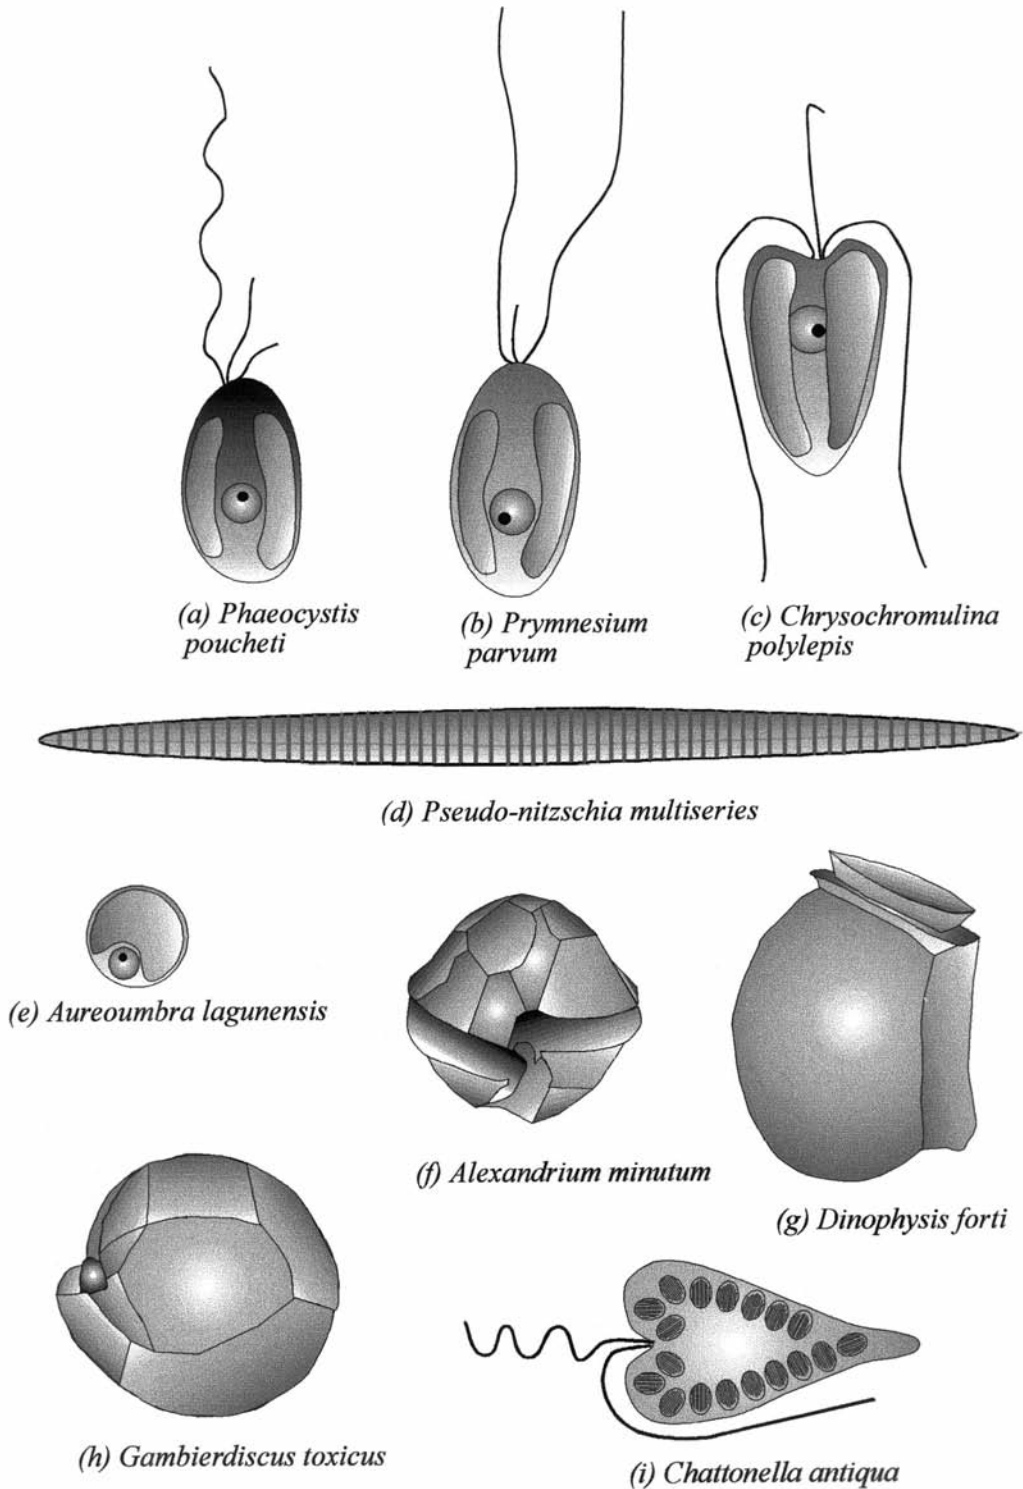 (a) Phaeocystis
poucheti
(b) Prymnesium
parvum
(c) Chrysochromulina
polylepis
(d) Pseudo-nitzschia multiseries
(e) Aureoumbra lagunensis
(f) Alexandrium minutum
(g) Dinophysis forti
(h) Gambierdiscus toxicus
(i) Chattonella antiqua